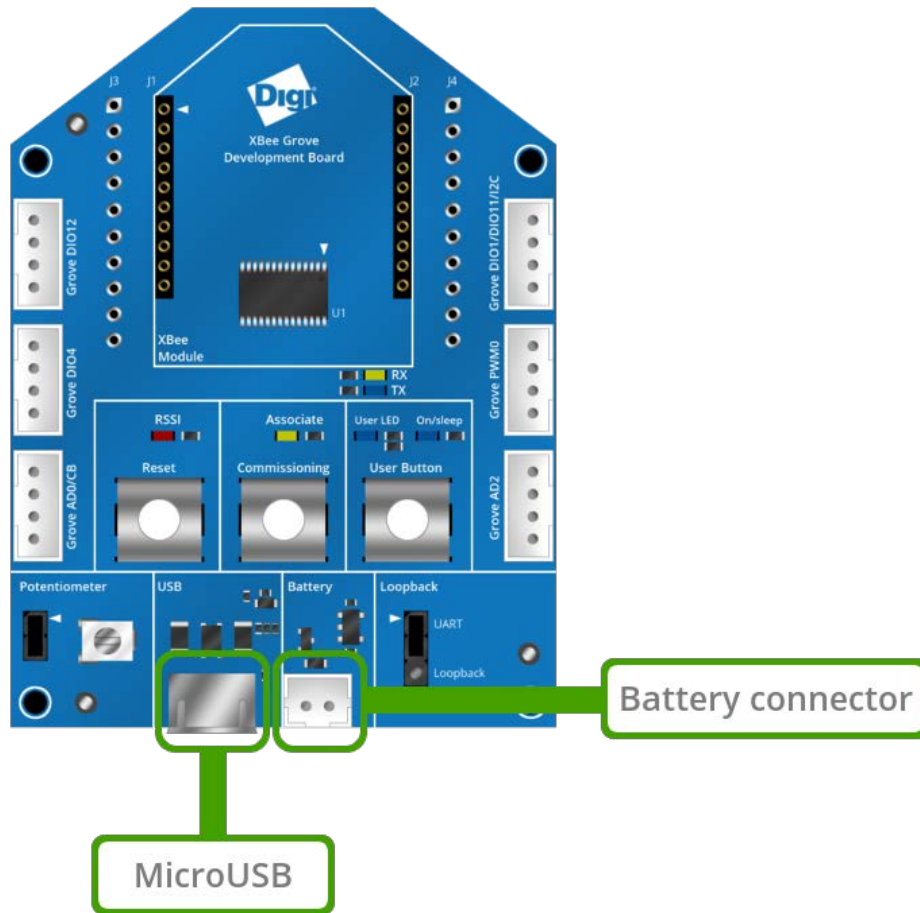 J3
J1
J2
J4
Digi
XBee Grove
Development Board
Grove DIO12
Grove DIO1/DIO11/I2C
U1
XBee
Module
Grove DIO4
Grove PWM0
RX
TX
RSSI
Associate
User LED
On/sleep
Reset
Commissioning
User Button
Grove AD0/CB
Grove AD2
Potentiometer
USB
Battery
Loopback
UART
Loopback
Battery connector
MicroUSB